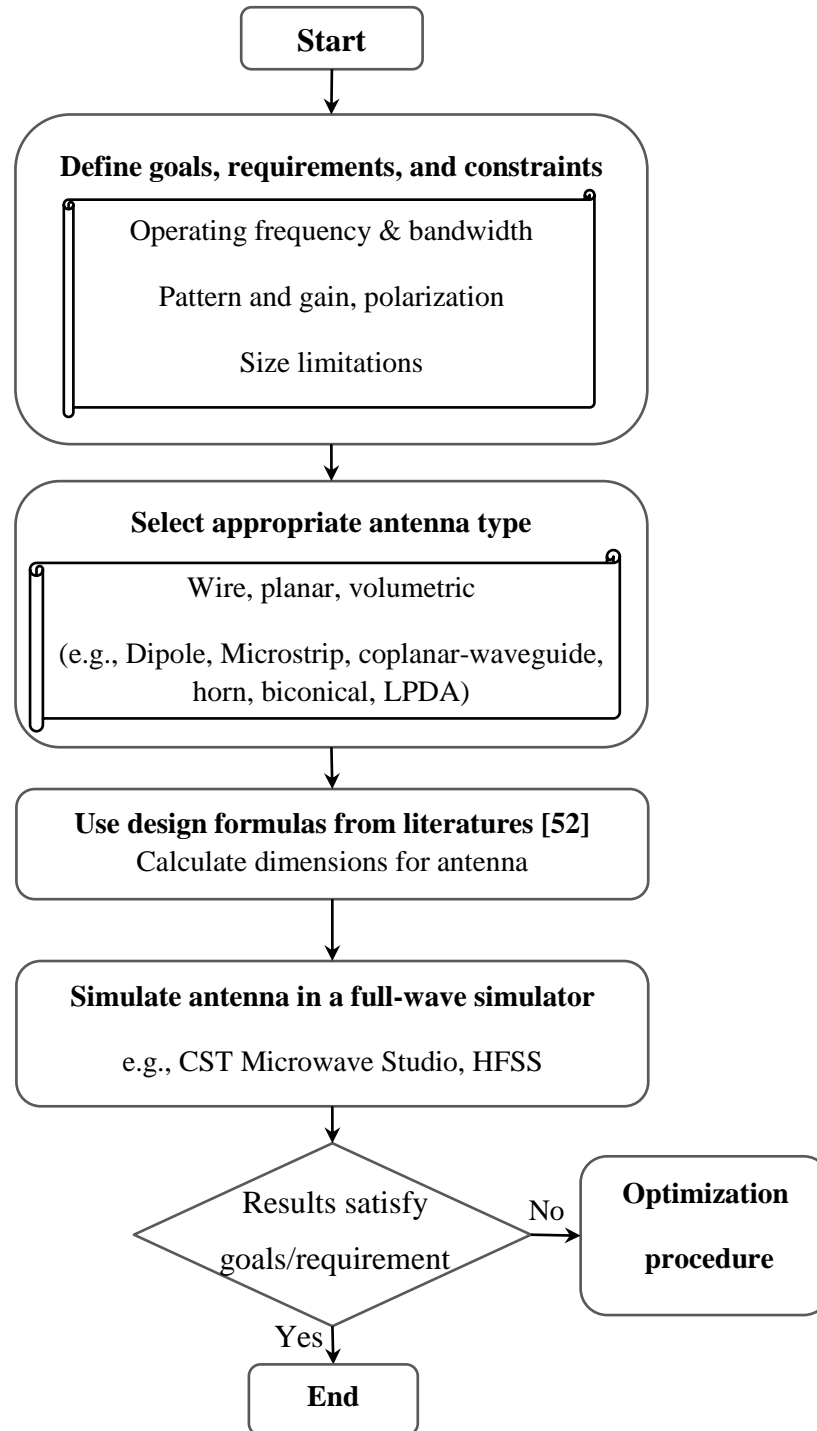 Start
Define goals, requirements, and constraints
Operating frequency & bandwidth
Pattern and gain, polarization
Size limitations
Select appropriate antenna type
Wire, planar, volumetric
(e.g., Dipole, Microstrip, coplanar-waveguide,
horn, biconical, LPDA)
Use design formulas from literatures [52]
Calculate dimensions for antenna
Simulate antenna in a full-wave simulator
e.g., CST Microwave Studio, HFSS
Results satisfy
goals/requirement
No
Optimization
procedure
Yes
End